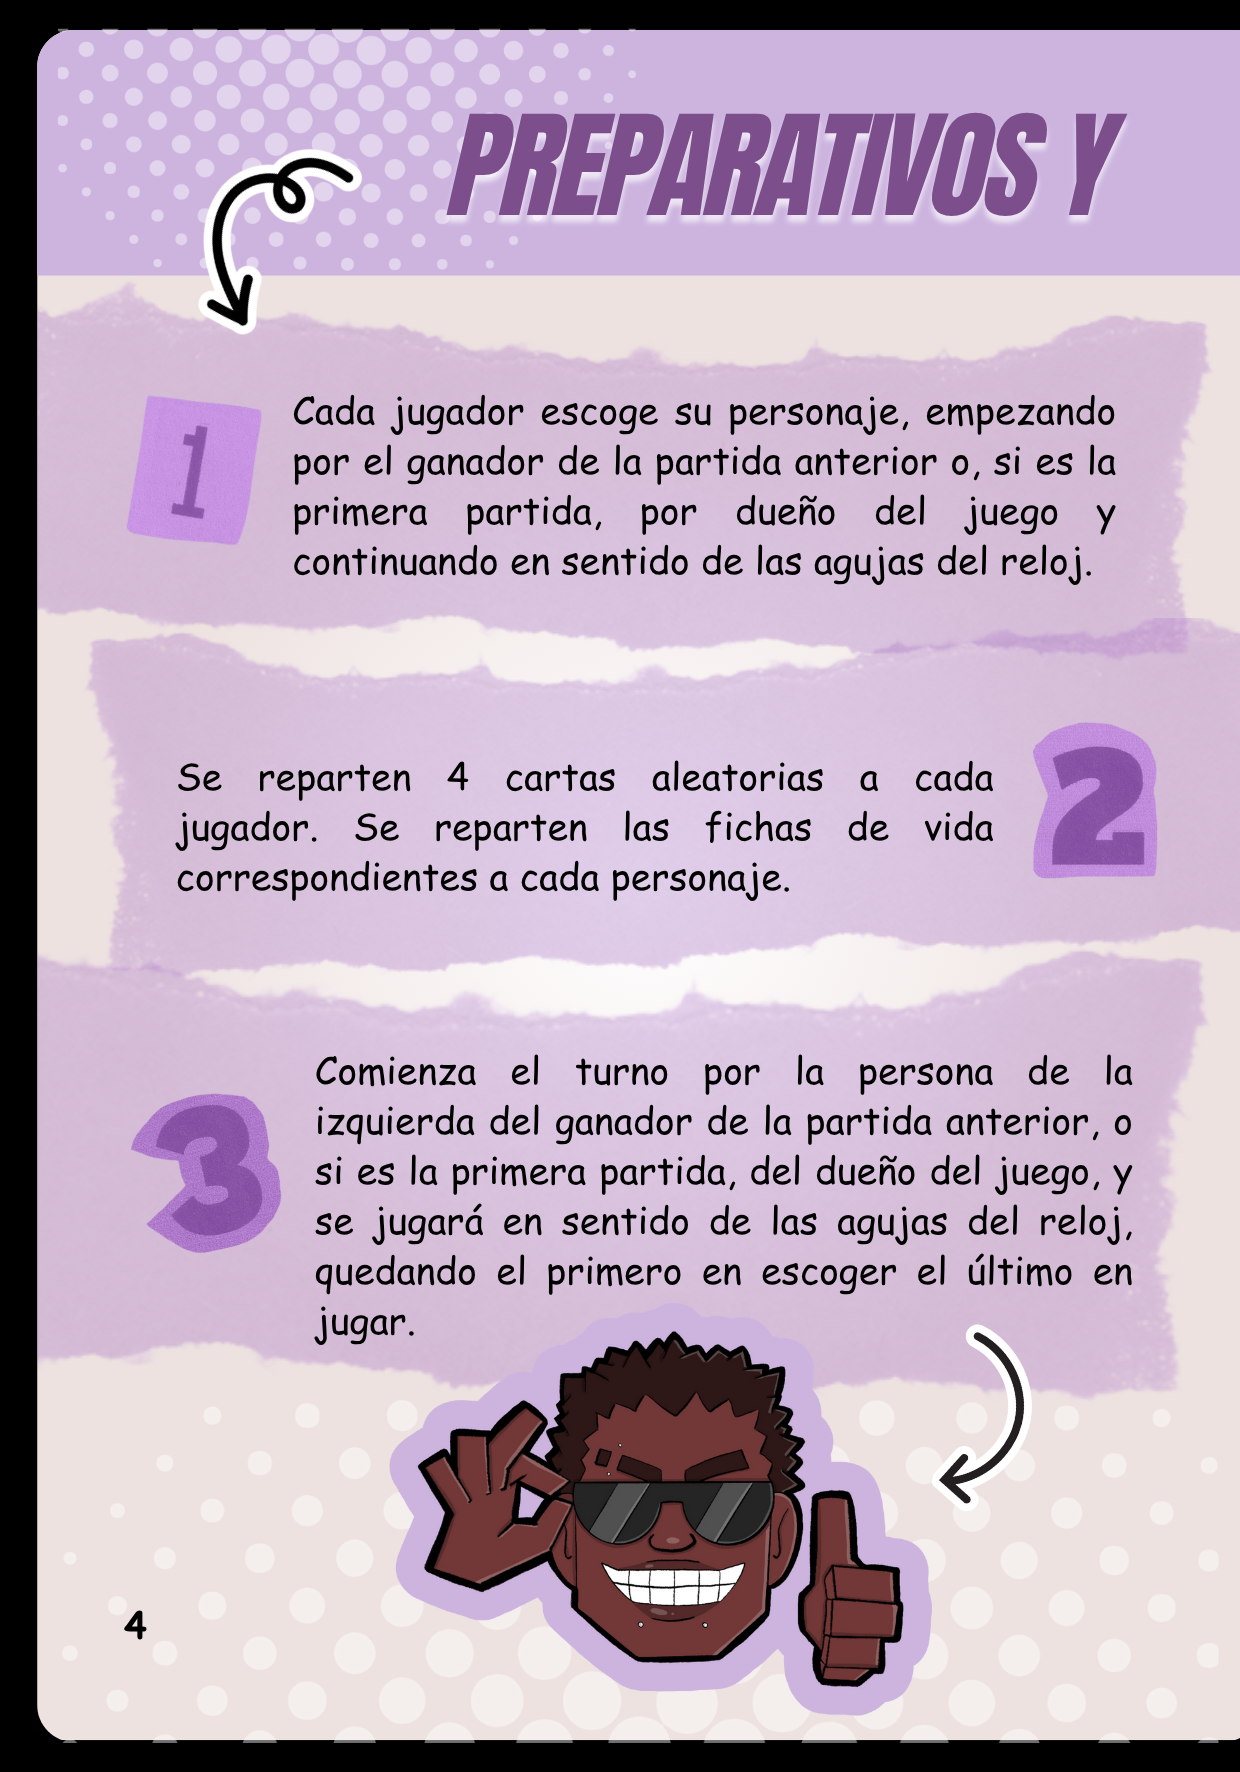 PREPARATIVOS Y
1
Cada jugador escoge su personaje, empezando
por el ganador de la partida anterior o, si es la
primera partida, por dueño del juego y
continuando en sentido de las agujas del reloj.
Se reparten 4 cartas aleatorias a cada
jugador. Se reparten las fichas de vida
correspondientes a cada personaje.
2
3
Comienza el turno por la persona de la
izquierda del ganador de la partida anterior, o
si es la primera partida, del dueño del juego, y
se jugará en sentido de las agujas del reloj,
quedando el primero en escoger el último en
jugar.
4